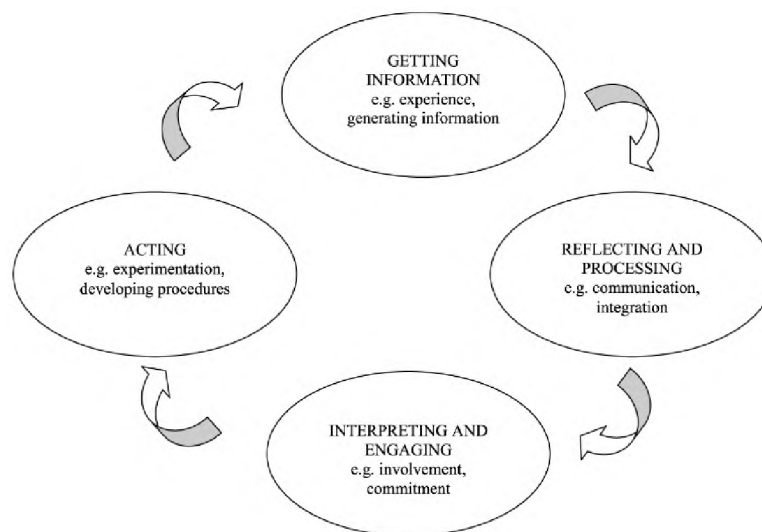 GETTING
INFORMATION
e.g. experience,
generating information
REFLECTING AND
PROCESSING
e.g. communication,
integration
INTERPRETING AND
ENGAGING
e.g. involvement,
commitment
ACTING
e.g. experimentation,
developing procedures